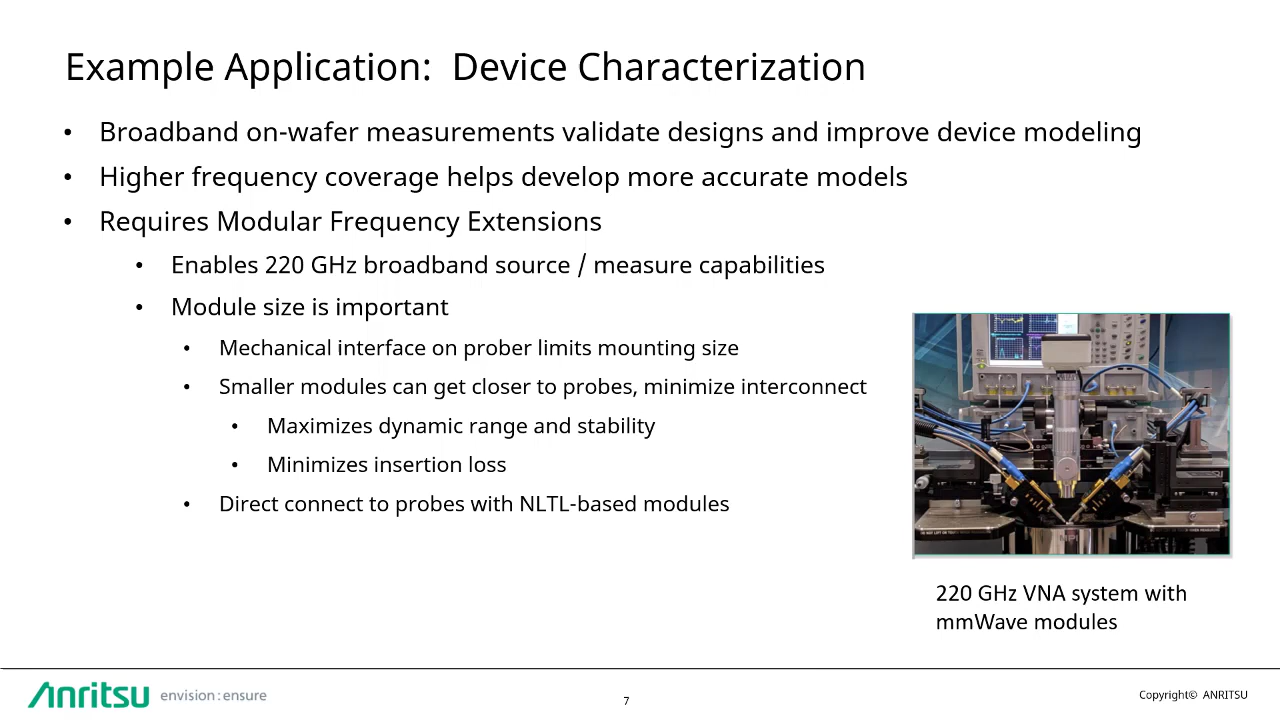 Example Application:  Device Characterization
• Broadband on-wafer measurements validate designs and improve device modeling
• Higher frequency coverage helps develop more accurate models
• Requires Modular Frequency Extensions
• Enables 220 GHz broadband source / measure capabilities
• Module size is important
• Mechanical interface on prober limits mounting size
• Smaller modules can get closer to probes, minimize interconnect
• Maximizes dynamic range and stability
• Minimizes insertion loss
• Direct connect to probes with NLTL-based modules
MPI
220 GHz VNA system with
mmWave modules
Anritsu envision : ensure
7
Copyright© ANRITSU